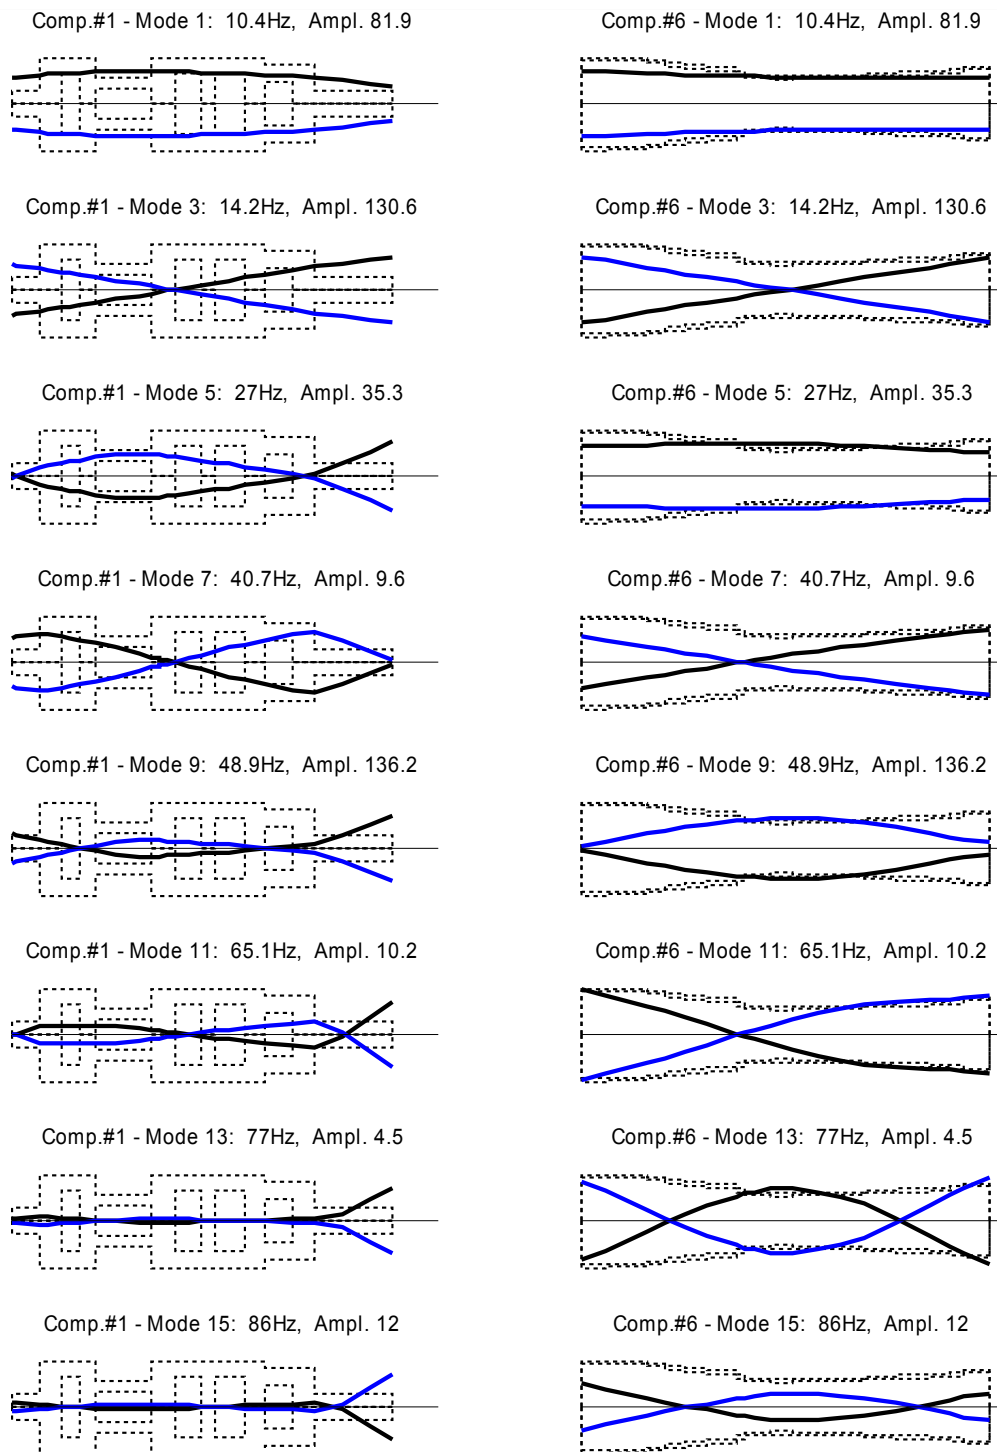 Comp.#1 - Mode 1:  10.4Hz,  Ampl. 81.9
Comp.#6 - Mode 1:  10.4Hz,  Ampl. 81.9
Comp.#1 - Mode 3:  14.2Hz,  Ampl. 130.6
Comp.#6 - Mode 3:  14.2Hz,  Ampl. 130.6
Comp.#1 - Mode 5:  27Hz,  Ampl. 35.3
Comp.#6 - Mode 5:  27Hz,  Ampl. 35.3
Comp.#1 - Mode 7:  40.7Hz,  Ampl. 9.6
Comp.#6 - Mode 7:  40.7Hz,  Ampl. 9.6
Comp.#1 - Mode 9:  48.9Hz,  Ampl. 136.2
Comp.#6 - Mode 9:  48.9Hz,  Ampl. 136.2
Comp.#1 - Mode 11:  65.1Hz,  Ampl. 10.2
Comp.#6 - Mode 11:  65.1Hz,  Ampl. 10.2
Comp.#1 - Mode 13:  77Hz,  Ampl. 4.5
Comp.#6 - Mode 13:  77Hz,  Ampl. 4.5
Comp.#1 - Mode 15:  86Hz,  Ampl. 12
Comp.#6 - Mode 15:  86Hz,  Ampl. 12